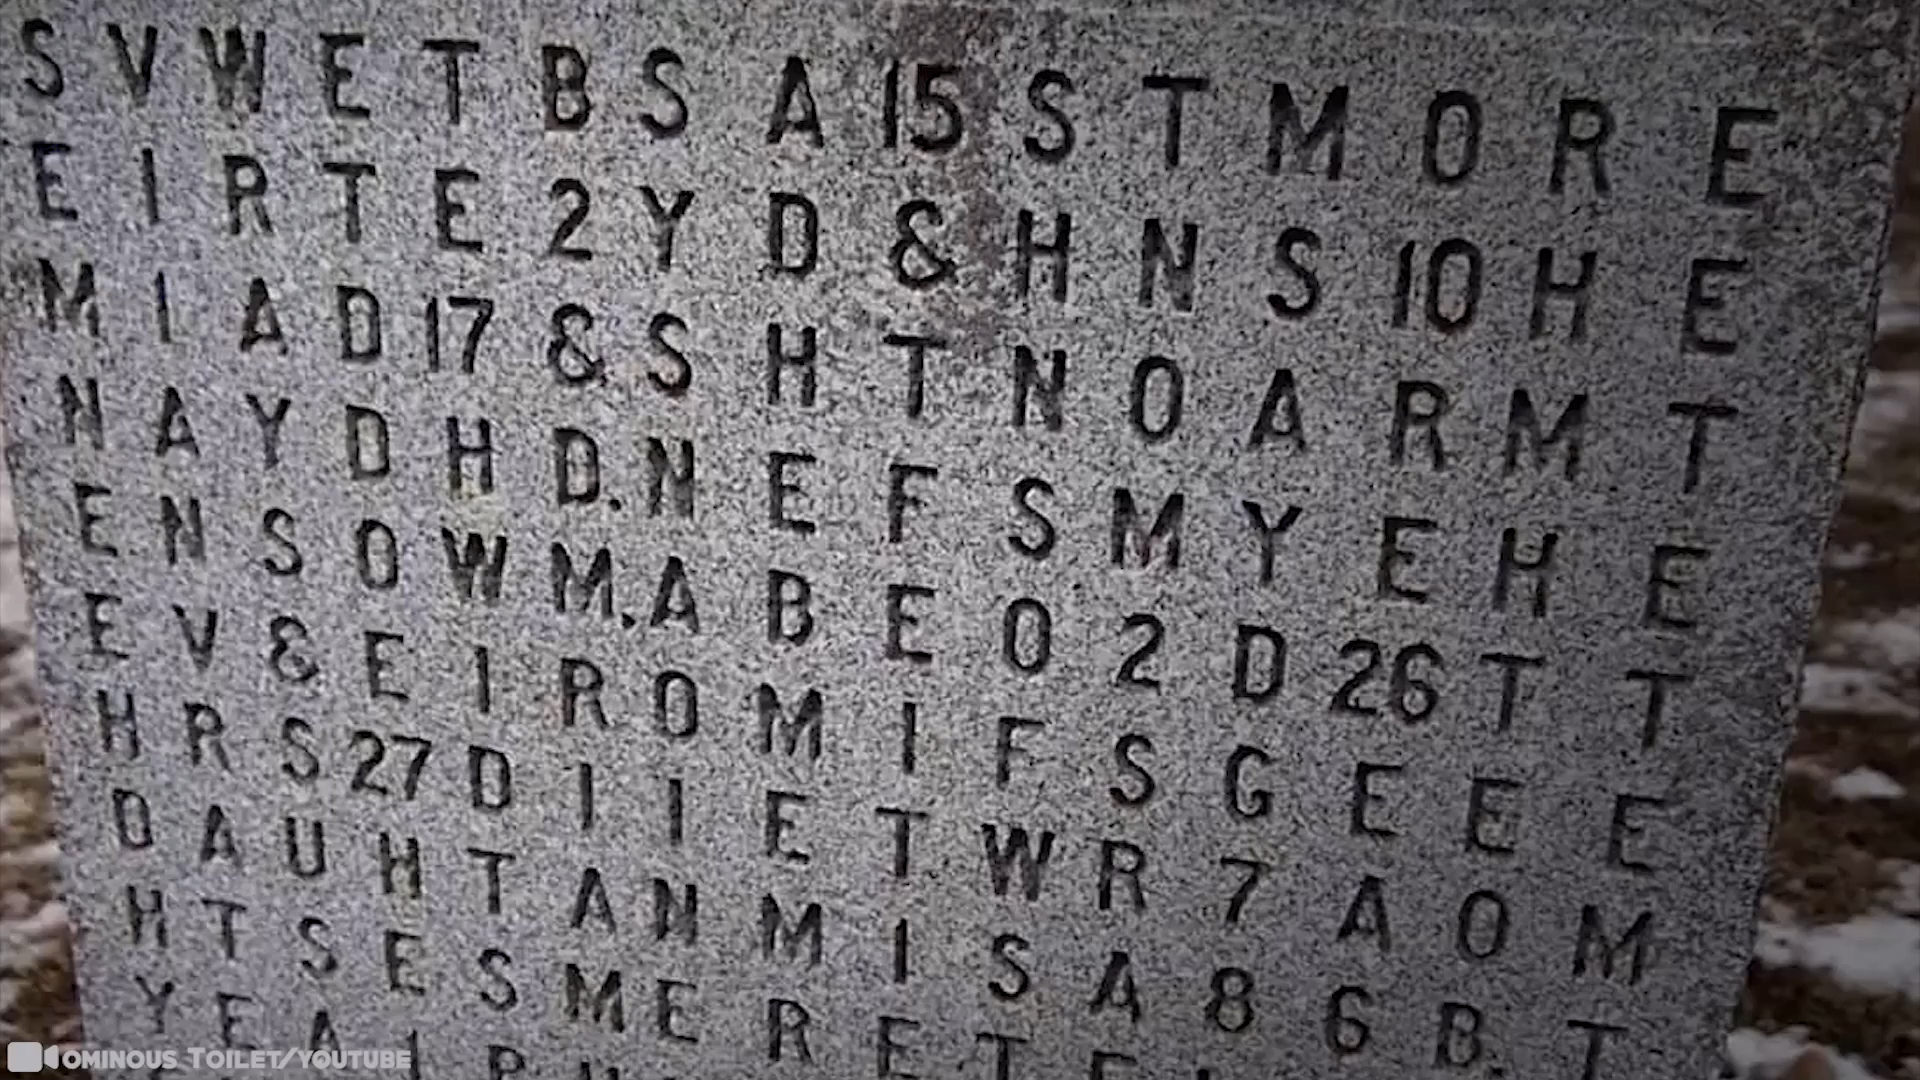 S V W E T B S A 15 S T M O R E
E I R T E 2 Y D & H N S 10 H E
M I A D 17 & S H T N O A R M T
N A Y D H D. N E F S M Y E H E
E N S O W M. A B E O 2 D 26 T T
E V & E I R O M I F S G E E E
H R S 27 D I I E T W R 7 A O M
D A U H T A N M I S A 8 6 B. T
H T S E S M E R E T E
Y E A I
OMINOUS TOILET/YOUTUBE